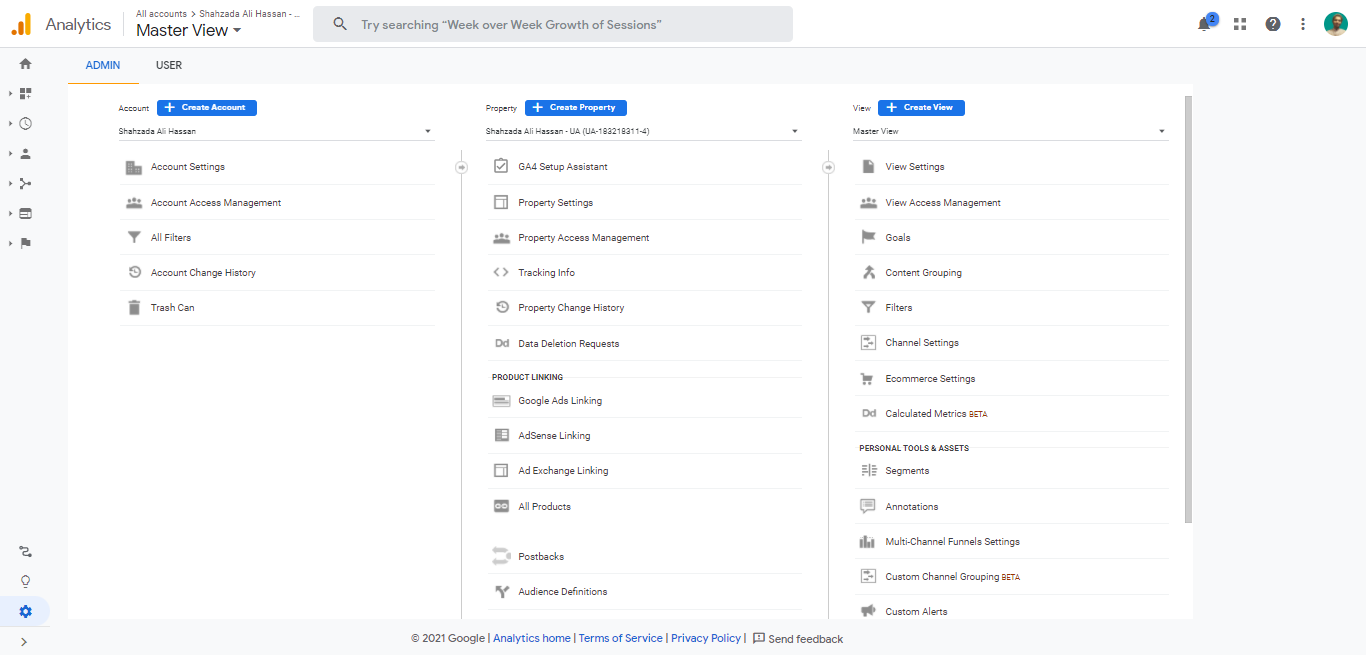 Analytics
All accounts > Shahzada Ali Hassan - ...
Master View
Try searching “Week over Week Growth of Sessions”
2
ADMIN
USER
Account
Create Account
Shahzada Ali Hassan
Account Settings
Account Access Management
All Filters
Account Change History
Trash Can
Property
Create Property
Shahzada Ali Hassan - UA (UA-183218311-4)
GA4 Setup Assistant
Property Settings
Property Access Management
Tracking Info
Property Change History
Dd Data Deletion Requests
PRODUCT LINKING
Google Ads Linking
AdSense Linking
Ad Exchange Linking
All Products
Postbacks
Audience Definitions
View
Create View
Master View
View Settings
View Access Management
Goals
Content Grouping
Filters
Channel Settings
Ecommerce Settings
Dd Calculated Metrics BETA
PERSONAL TOOLS & ASSETS
Segments
Annotations
Multi-Channel Funnels Settings
Custom Channel Grouping BETA
Custom Alerts
© 2021 Google | Analytics home | Terms of Service | Privacy Policy | Send feedback